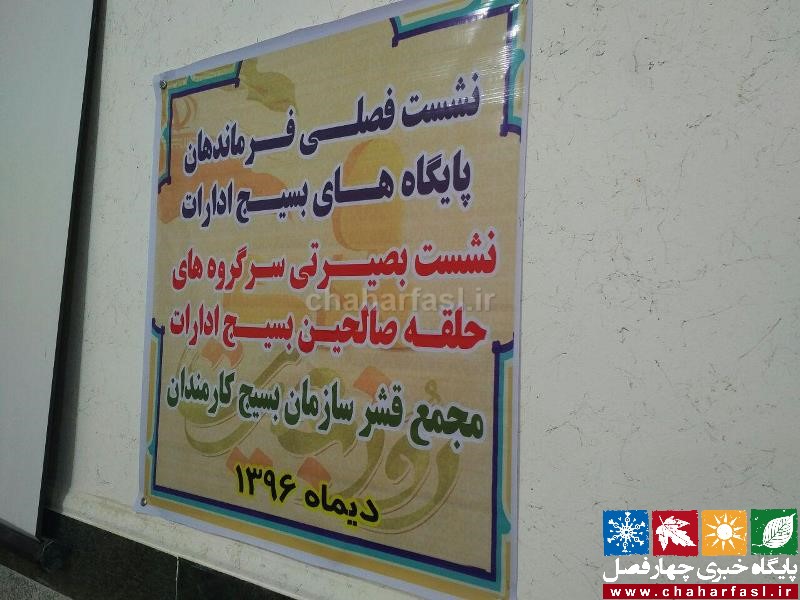 نشست فصلی فرماندهان
پایگاه های بسیج ادارات
نشست بصیرتی سرگروه های
حلقه صالحین بسیج ادارات
مجمُع قشر سازمان بسیج کارمندان
دیماه ۱۳۹۶
chaharfasl.ir
پایگاه خبری چهارفصل
www.chaharfasl.ir